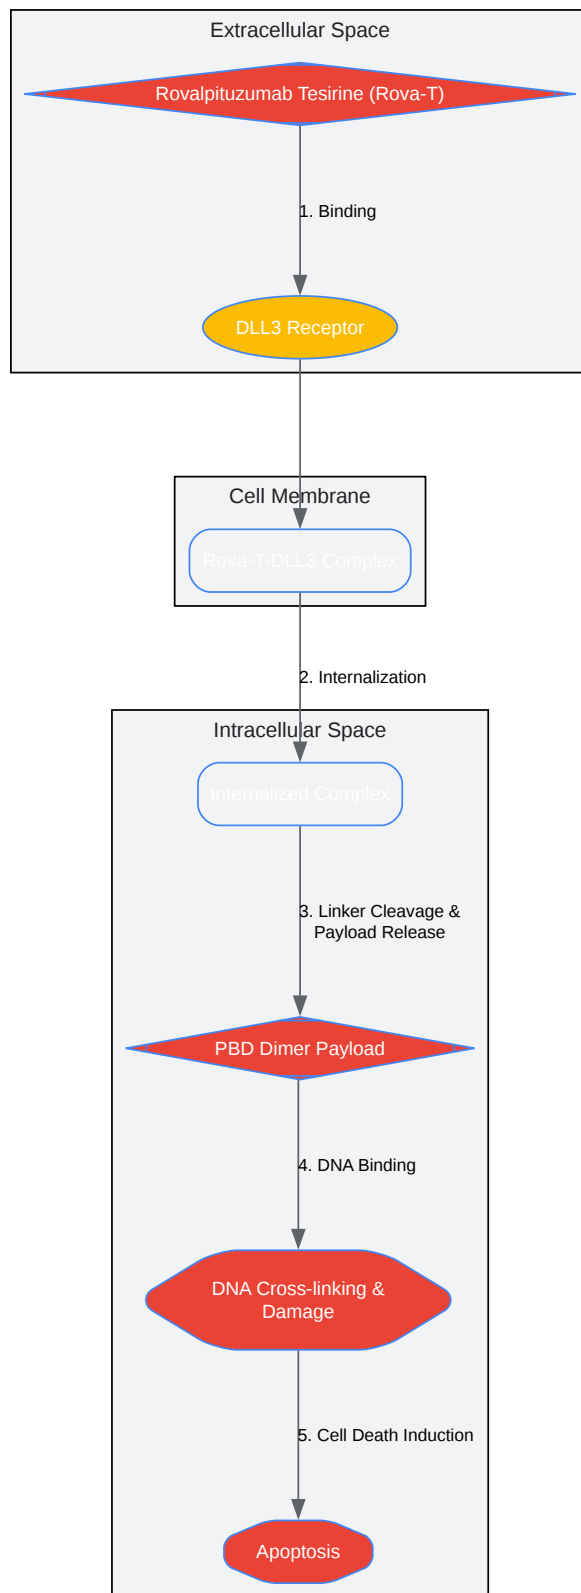 Extracellular Space
Rovalpituzumab Tesirine (Rova-T)
1. Binding
DLL3 Receptor
Cell Membrane
Rova-T-DLL3 Complex
2. Internalization
Intracellular Space
Internalized Complex
3. Linker Cleavage &
Payload Release
PBD Dimer Payload
4. DNA Binding
DNA Cross-linking &
Damage
5. Cell Death Induction
Apoptosis